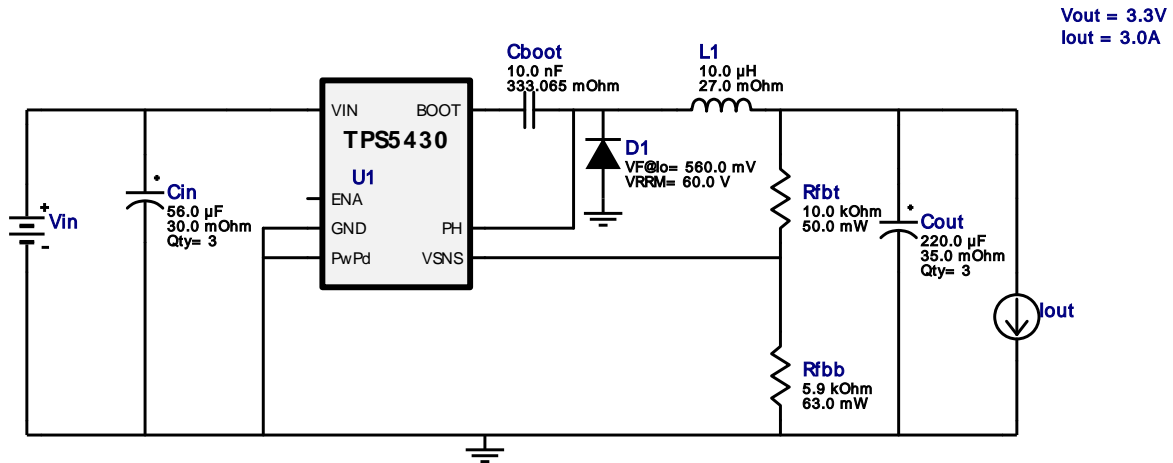 Vout = 3.3V
Iout = 3.0A
Cboot
10.0 nF
333.065 mOhm
L1
10.0 µH
27.0 mOhm
VIN
BOOT
TPS5430
U1
ENA
GND
PH
PwPd
VSNS
D1
VF@Io= 560.0 mV
VRRM= 60.0 V
Vin
+
-
Cin
56.0 µF
30.0 mOhm
Qty= 3
+
Rfbt
10.0 kOhm
50.0 mW
Cout
220.0 µF
35.0 mOhm
Qty= 3
+
Iout
Rfbb
5.9 kOhm
63.0 mW